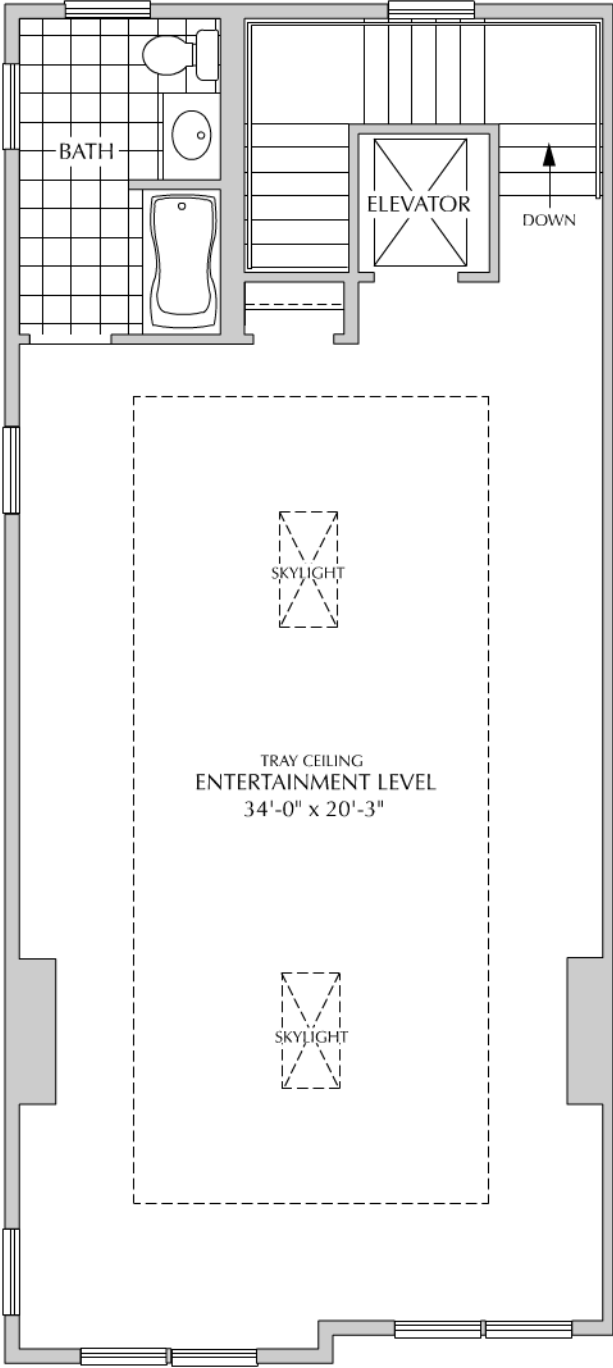 BATH
ELEVATOR
DOWN
SKYLIGHT
TRAY CEILING
ENTERTAINMENT LEVEL
34'-0" x 20'-3"
SKYLIGHT